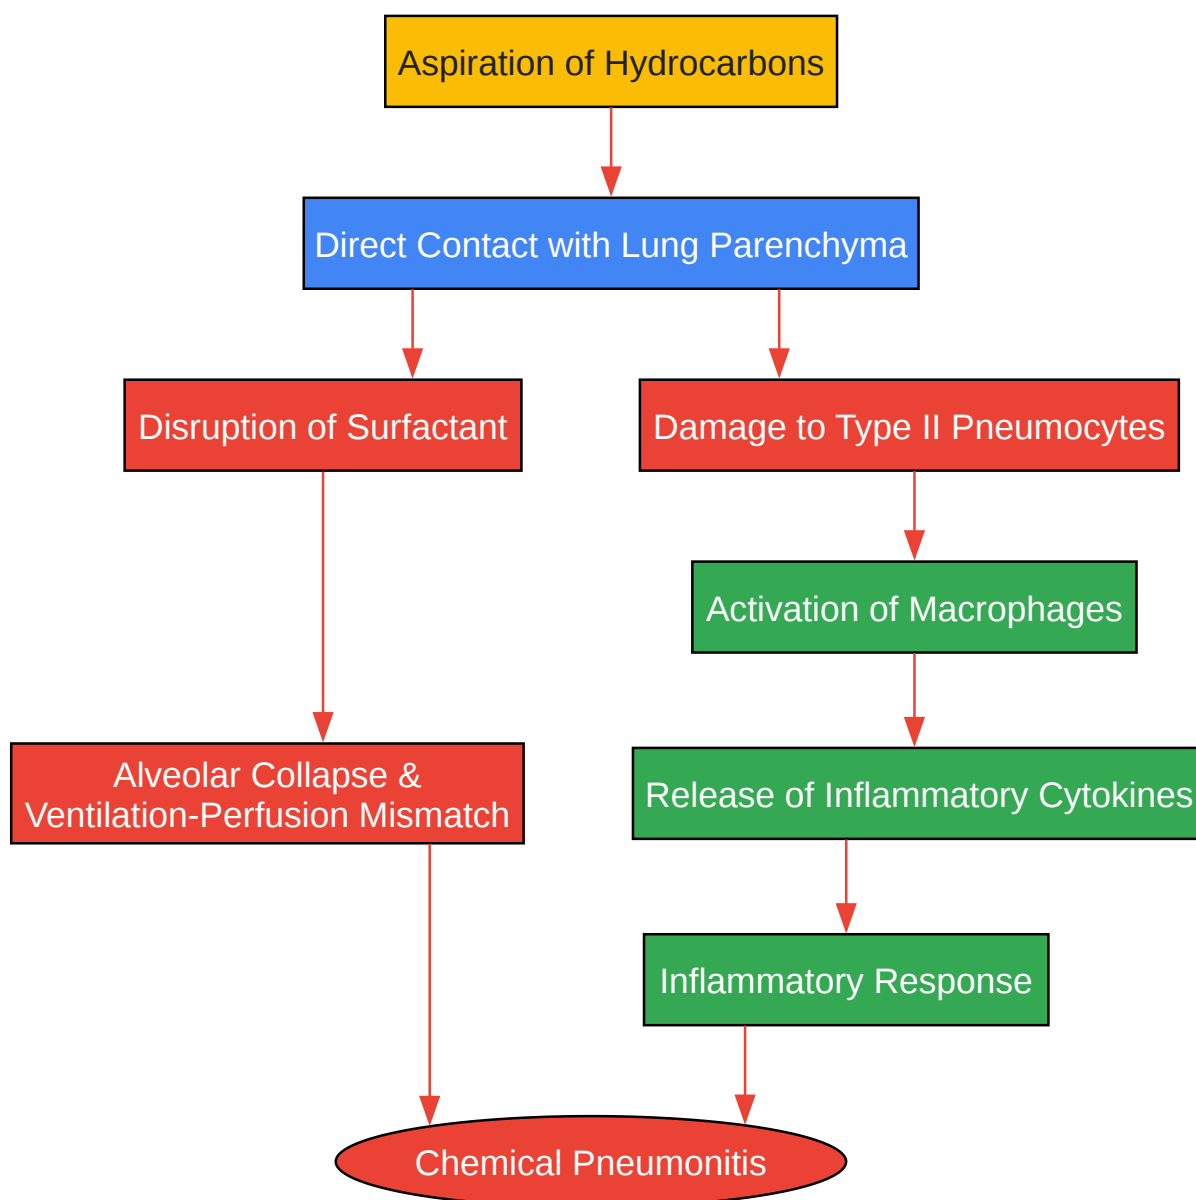 Aspiration of Hydrocarbons
Direct Contact with Lung Parenchyma
Disruption of Surfactant
Damage to Type II Pneumocytes
Activation of Macrophages
Alveolar Collapse &
Ventilation-Perfusion Mismatch
Release of Inflammatory Cytokines
Inflammatory Response
Chemical Pneumonitis